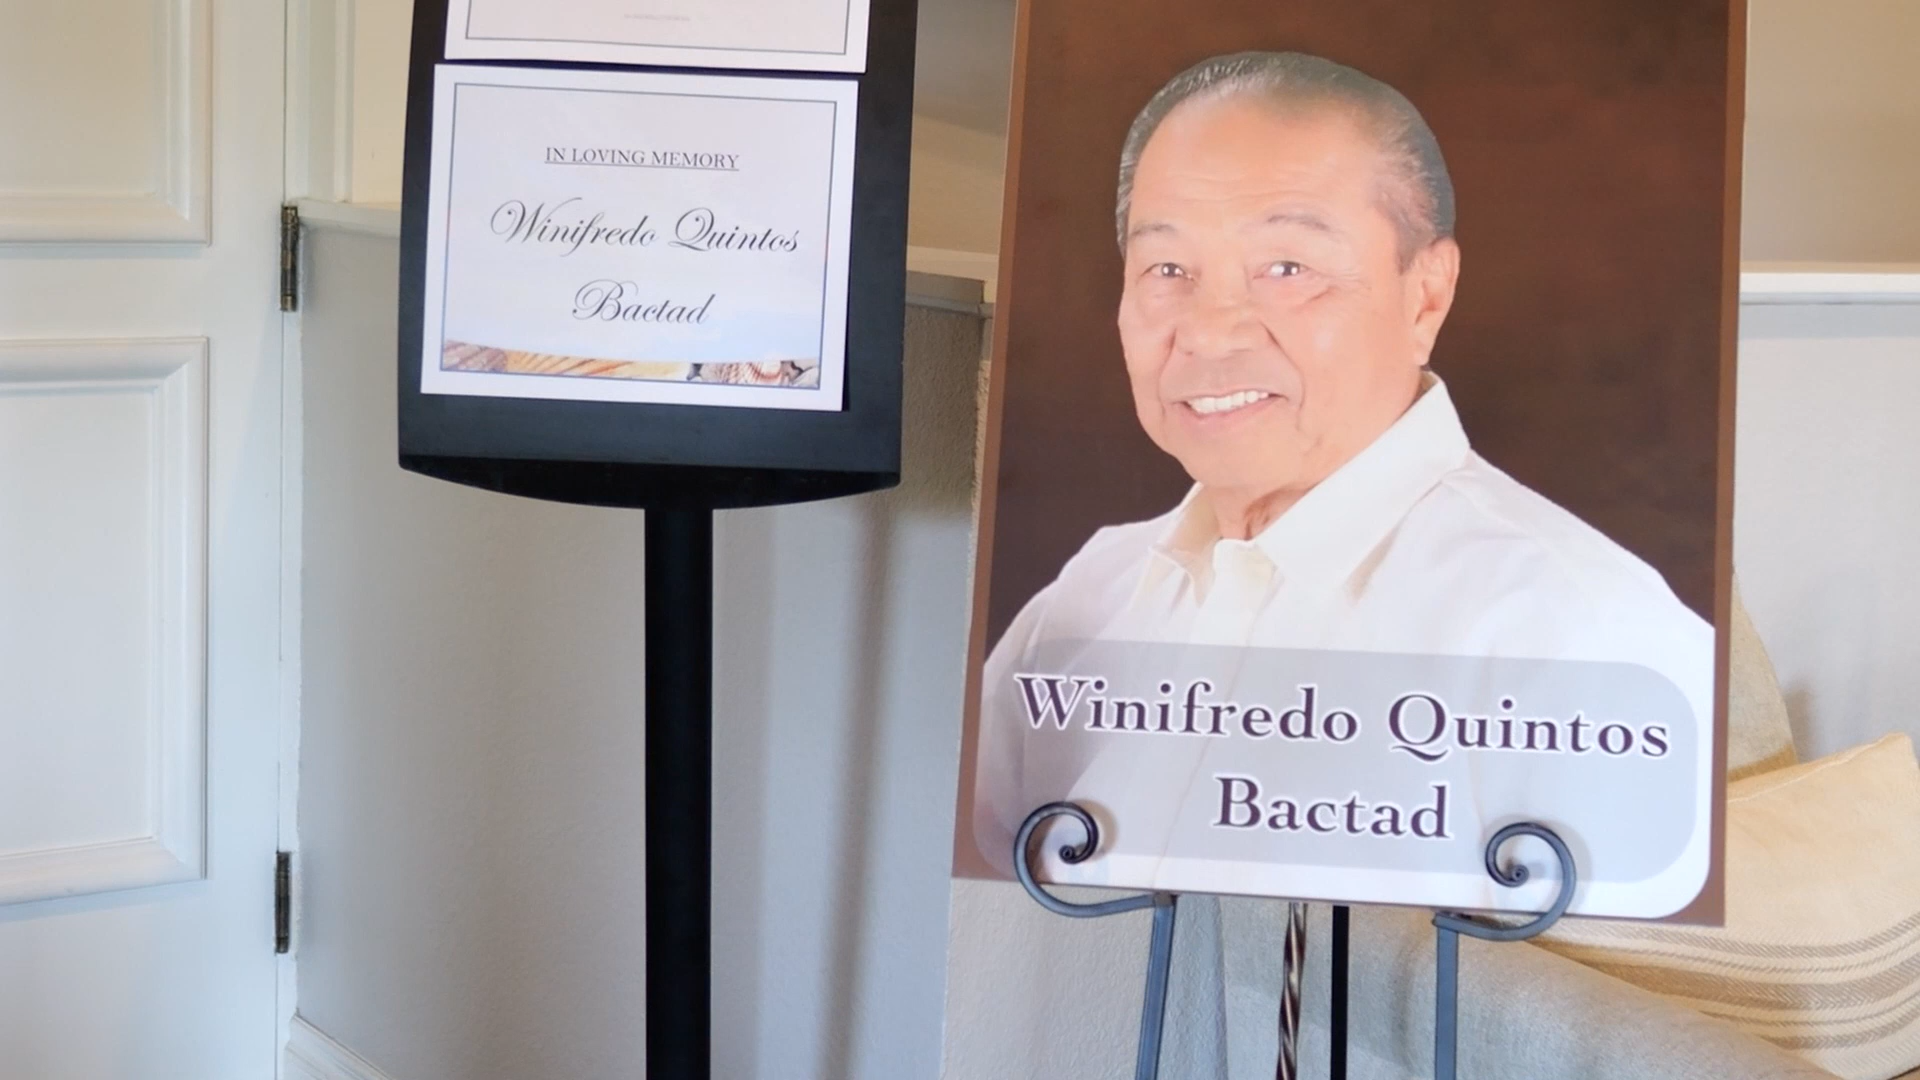 IN LOVING MEMORY
Winifredo Quintos
Bactad
Winifredo Quintos
Bactad